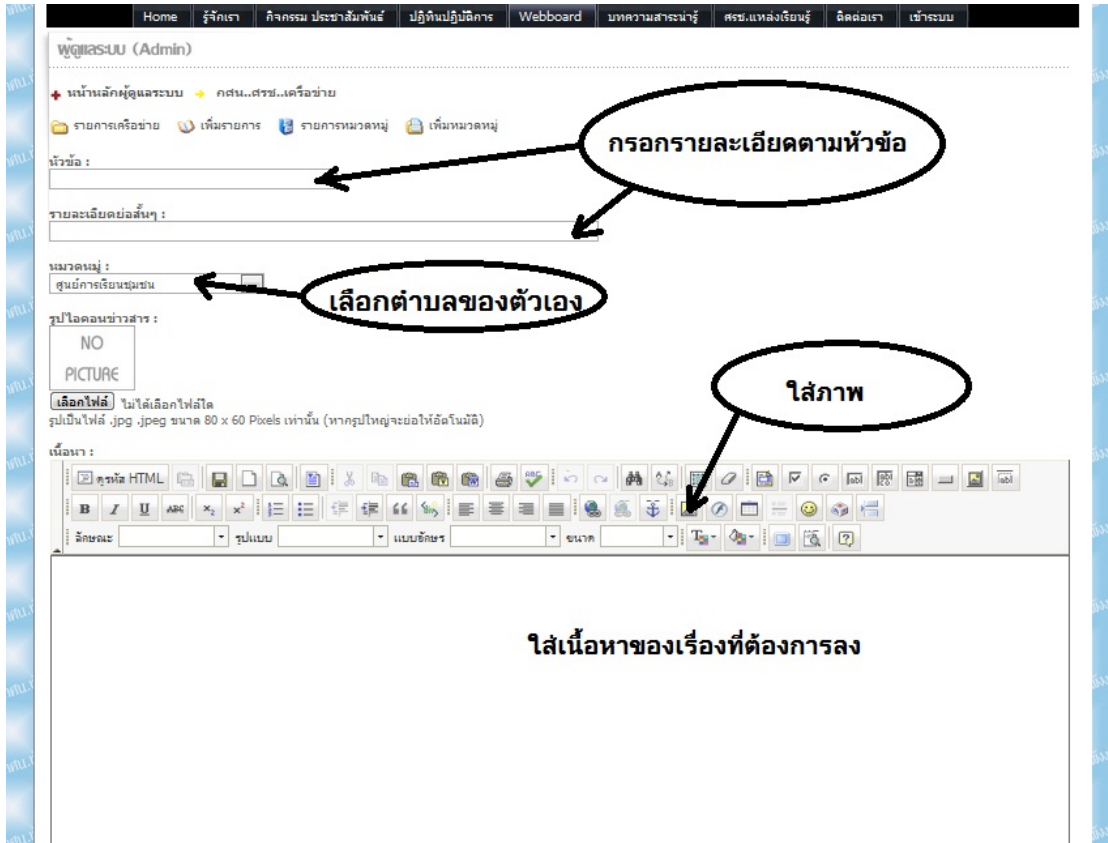 Home รู้จักเรา กิจกรรม ประชาสัมพันธ์ ปฏิทินปฏิบัติการ Webboard บทความสาระน่ารู้ ศรช.แหล่งเรียนรู้ ติดต่อเรา เข้าระบบ
ผู้ดูแลระบบ (Admin)
หน้าหลักผู้ดูแลระบบ กศน..ศรช..เครือข่าย
รายการเครือข่าย เพิ่มรายการ รายการหมวดหมู่ เพิ่มหมวดหมู่
กรอกรายละเอียดตามหัวข้อ
หัวข้อ :
รายละเอียดย่อสั้นๆ :
หมวดหมู่ :
ศูนย์การเรียนชุมชน
เลือกตำบลของตัวเอง
รูปไอคอนข่าวสาร :
NO
PICTURE
ใส่ภาพ
เลือกไฟล์ ไม่ได้เลือกไฟล์ใด
รูปเป็นไฟล์ .jpg .jpeg ขนาด 80 x 60 Pixels เท่านั้น (หากรูปใหญ่จะย่อให้อัตโนมัติ)
เนื้อหา :
ดูรหัส HTML
B I U ABC x₂ x²
ลักษณะ รูปแบบ แบบอักษร ขนาด
ใส่เนื้อหาของเรื่องที่ต้องการลง